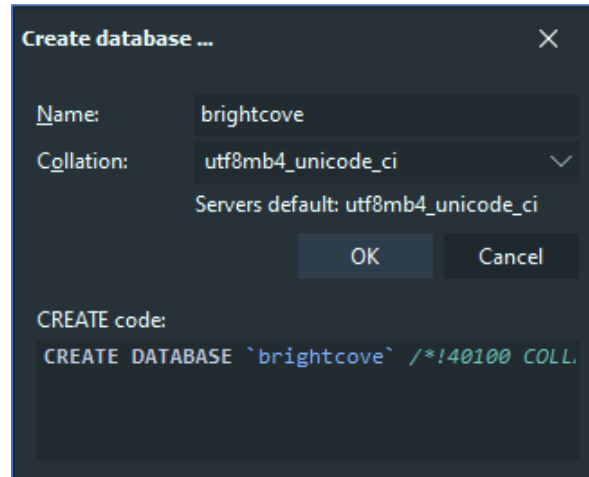 Create database ...
Name: brightcove
Collation: utf8mb4_unicode_ci
Servers default: utf8mb4_unicode_ci
OK Cancel
CREATE code:
CREATE DATABASE `brightcove` /*!40100 COLL